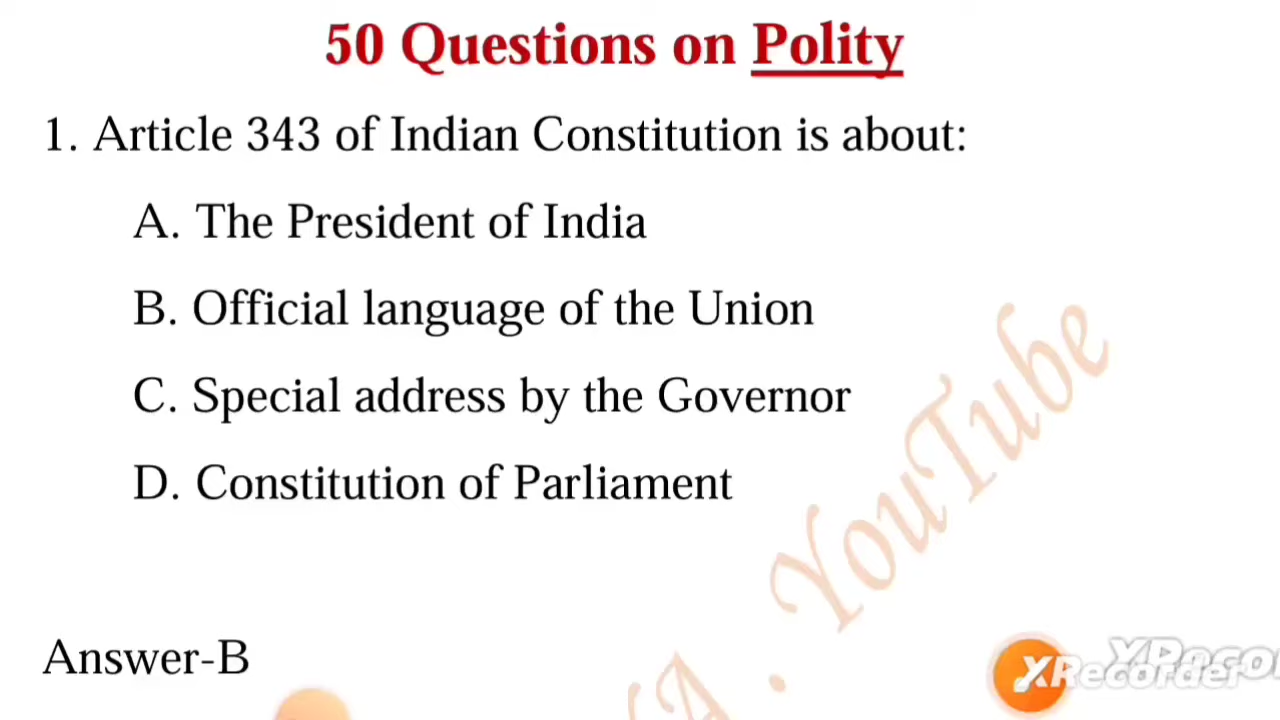 50 Questions on Polity
1. Article 343 of Indian Constitution is about:
A. The President of India
B. Official language of the Union
C. Special address by the Governor
D. Constitution of Parliament
YouTube
Answer-B
XRecorder